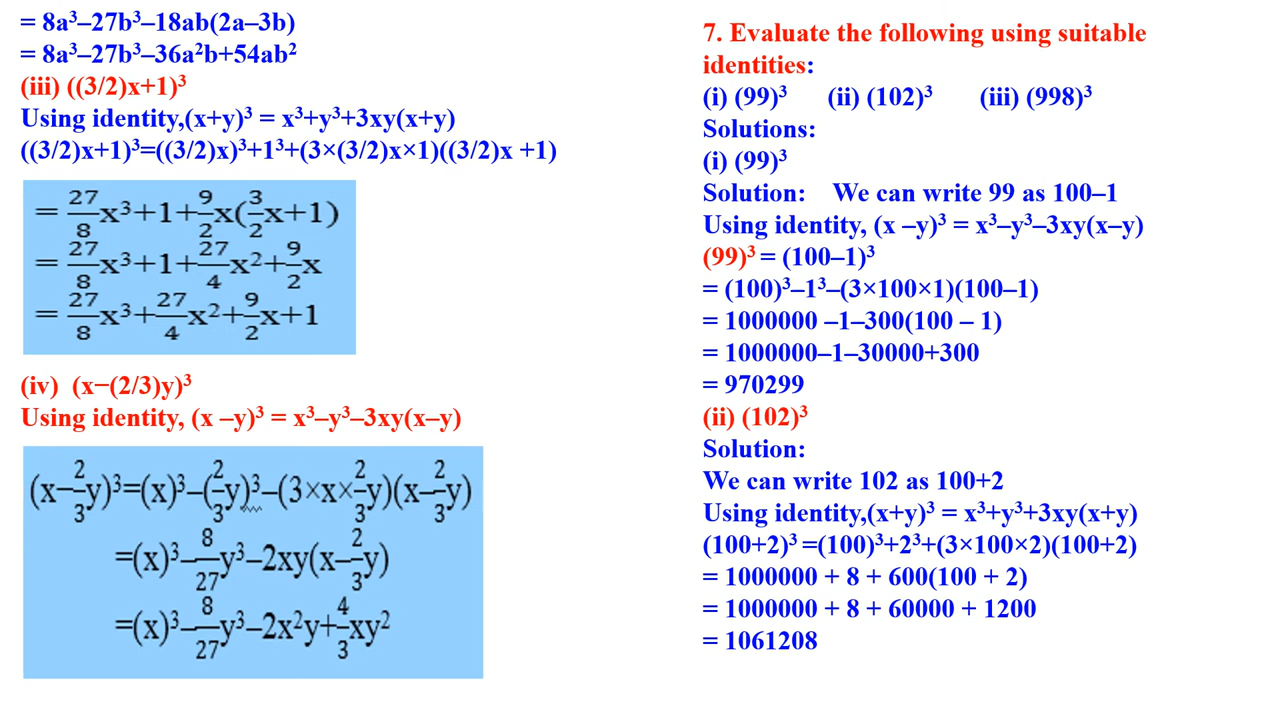 = 8a³–27b³–18ab(2a–3b)
= 8a³–27b³–36a²b+54ab²
(iii) ((3/2)x+1)³
Using identity,(x+y)³ = x³+y³+3xy(x+y)
((3/2)x+1)³=((3/2)x)³+1³+(3×(3/2)x×1)((3/2)x +1)
= 27/8x³+1+9/2x(3/2x+1)
= 27/8x³+1+27/4x²+9/2x
= 27/8x³+27/4x²+9/2x+1
(iv) (x−(2/3)y)³
Using identity, (x –y)³ = x³–y³–3xy(x–y)
(x–2/3y)³=(x)³–(2/3y)³–(3×x×2/3y)(x–2/3y)
=(x)³–8/27y³–2xy(x–2/3y)
=(x)³–8/27y³–2x²y+4/3xy²
7. Evaluate the following using suitable
identities:
(i) (99)³ (ii) (102)³ (iii) (998)³
Solutions:
(i) (99)³
Solution: We can write 99 as 100–1
Using identity, (x –y)³ = x³–y³–3xy(x–y)
(99)³ = (100–1)³
= (100)³–1³–(3×100×1)(100–1)
= 1000000 –1–300(100 – 1)
= 1000000–1–30000+300
= 970299
(ii) (102)³
Solution:
We can write 102 as 100+2
Using identity,(x+y)³ = x³+y³+3xy(x+y)
(100+2)³ =(100)³+2³+(3×100×2)(100+2)
= 1000000 + 8 + 600(100 + 2)
= 1000000 + 8 + 60000 + 1200
= 1061208